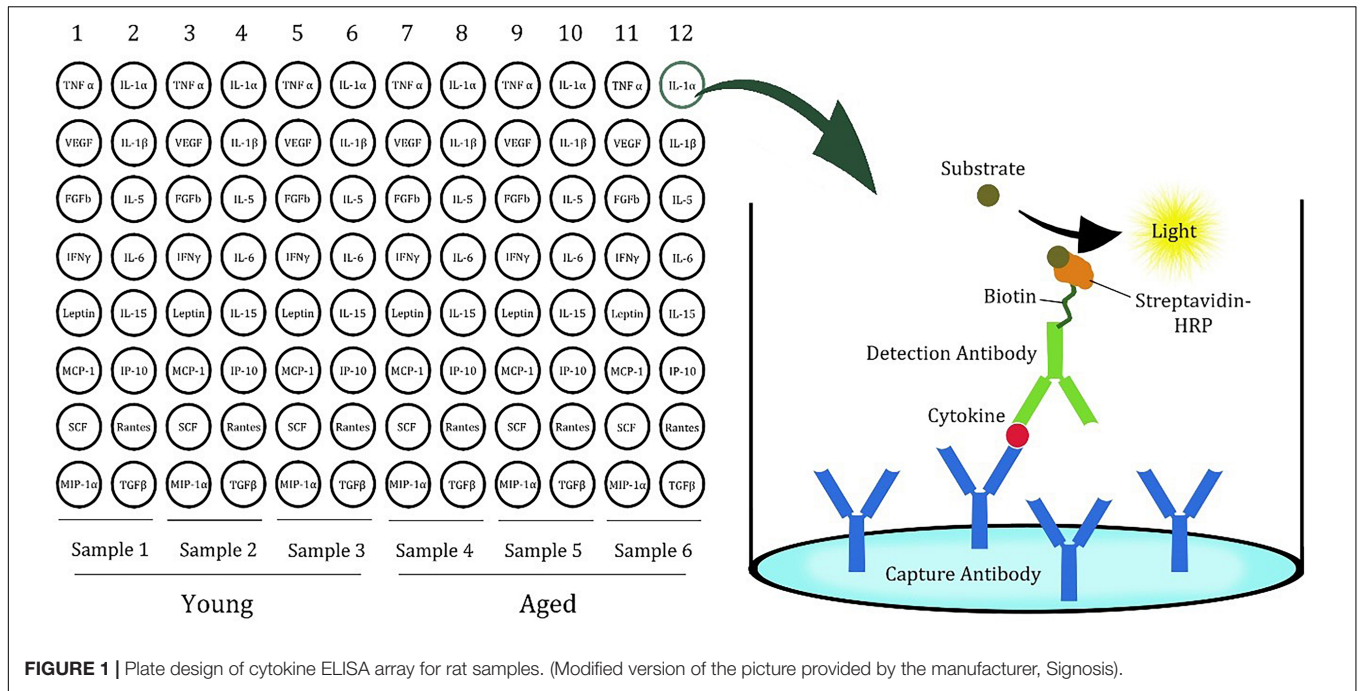 1 2 3 4 5 6 7 8 9 10 11 12
TNF α IL-1α TNF α IL-1α TNF α IL-1α TNF α IL-1α TNF α IL-1α TNF α IL-1α
VEGF IL-1β VEGF IL-1β VEGF IL-1β VEGF IL-1β VEGF IL-1β VEGF IL-1β
FGFb IL-5 FGFb IL-5 FGFb IL-5 FGFb IL-5 FGFb IL-5 FGFb IL-5
IFNγ IL-6 IFNγ IL-6 IFNγ IL-6 IFNγ IL-6 IFNγ IL-6 IFNγ IL-6
Leptin IL-15 Leptin IL-15 Leptin IL-15 Leptin IL-15 Leptin IL-15 Leptin IL-15
MCP-1 IP-10 MCP-1 IP-10 MCP-1 IP-10 MCP-1 IP-10 MCP-1 IP-10 MCP-1 IP-10
SCF Rantes SCF Rantes SCF Rantes SCF Rantes SCF Rantes SCF Rantes
MIP-1α TGFβ MIP-1α TGFβ MIP-1α TGFβ MIP-1α TGFβ MIP-1α TGFβ MIP-1α TGFβ
Sample 1 Sample 2 Sample 3 Sample 4 Sample 5 Sample 6
Young Aged
Substrate
Light
Biotin
Streptavidin-
HRP
Detection Antibody
Cytokine
Capture Antibody
FIGURE 1 | Plate design of cytokine ELISA array for rat samples. (Modified version of the picture provided by the manufacturer, Signosis).